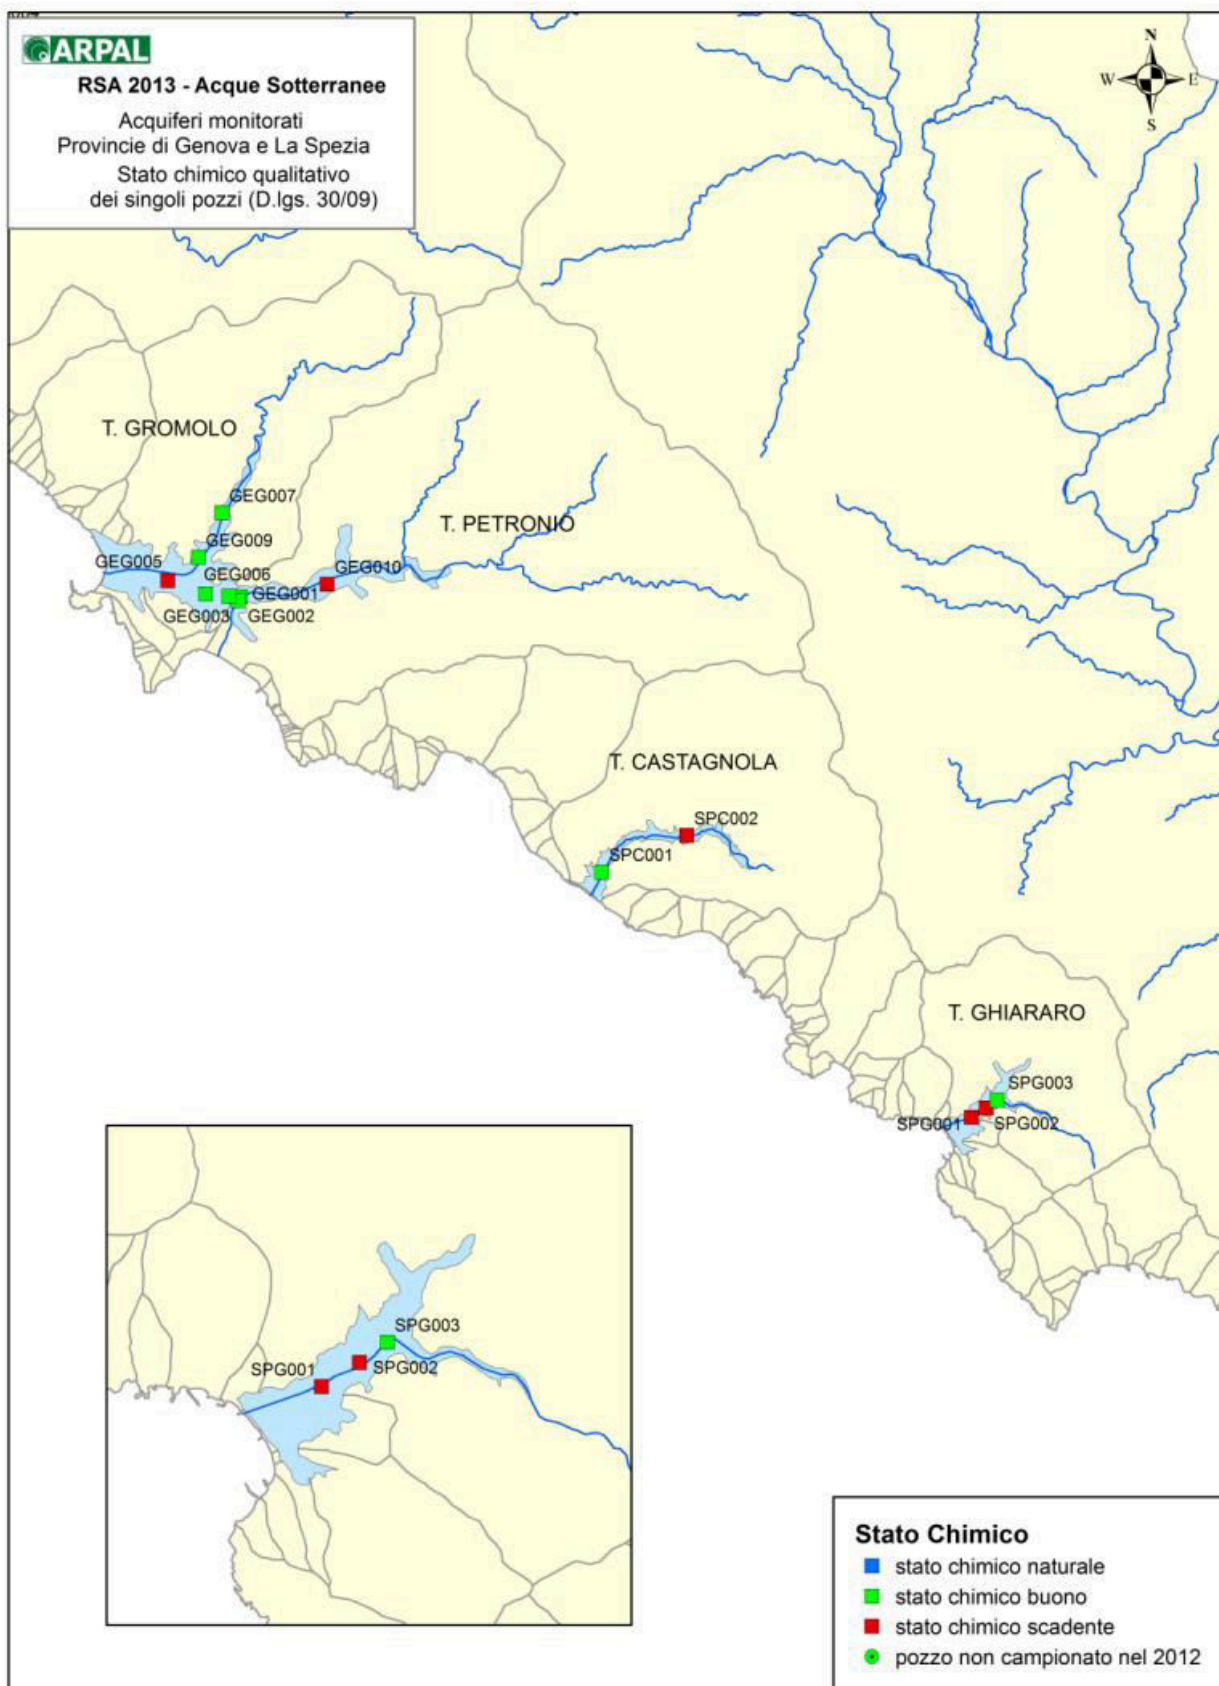 ARPAL
RSA 2013 - Acque Sotterranee
Acquiferi monitorati
Provincie di Genova e La Spezia
Stato chimico qualitativo
dei singoli pozzi (D.lgs. 30/09)
N
W E
S
T. GROMOLO
GEG007
T. PETRONIO
GEG009
GEG005
GEG006
GEG010
GEG001
GEG003
GEG002
T. CASTAGNOLA
SPC002
SPC001
T. GHIARARO
SPG003
SPG001
SPG002
SPG003
SPG001
SPG002
Stato Chimico
stato chimico naturale
stato chimico buono
stato chimico scadente
pozzo non campionato nel 2012